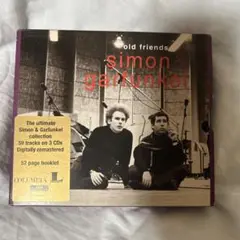 old friends
simon
garfunkel
The ultimate
Simon & Garfunkel
collection
59 tracks on 3 CDs
Digitally remastered
52 page booklet
COLUMBIA